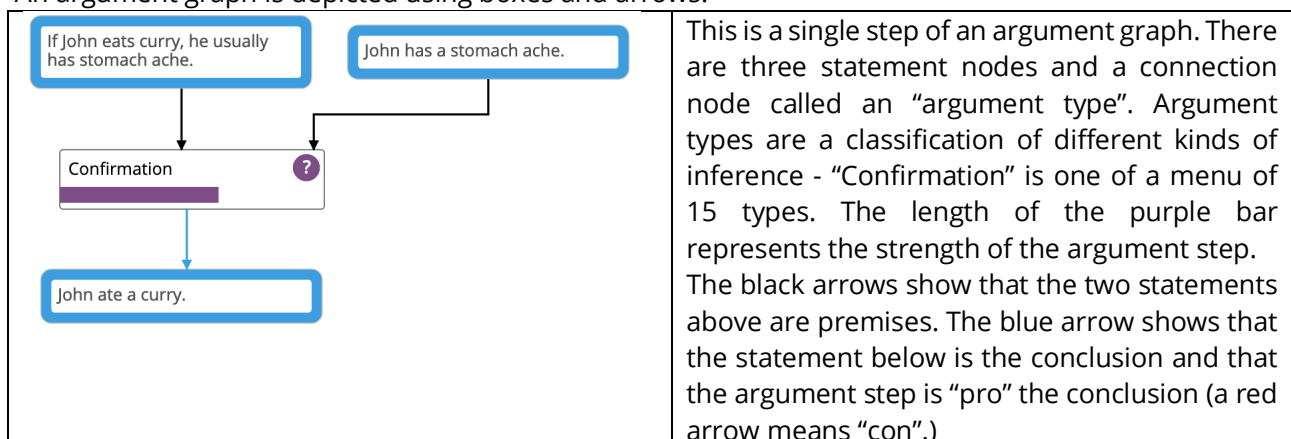 An argument graph is depicted using boxes and arrows.
If John eats curry, he usually
has stomach ache.
John has a stomach ache.
Confirmation
?
John ate a curry.
This is a single step of an argument graph. There
are three statement nodes and a connection
node called an “argument type”. Argument
types are a classification of different kinds of
inference - “Confirmation” is one of a menu of
15 types. The length of the purple bar
represents the strength of the argument step.
The black arrows show that the two statements
above are premises. The blue arrow shows that
the statement below is the conclusion and that
the argument step is “pro” the conclusion (a red
arrow means “con”.)